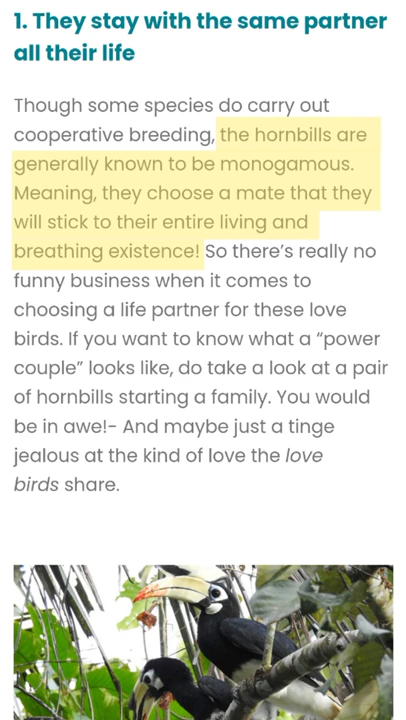 1. They stay with the same partner
all their life
Though some species do carry out
cooperative breeding, the hornbills are
generally known to be monogamous.
Meaning, they choose a mate that they
will stick to their entire living and
breathing existence! So there’s really no
funny business when it comes to
choosing a life partner for these love
birds. If you want to know what a “power
couple” looks like, do take a look at a pair
of hornbills starting a family. You would
be in awe!- And maybe just a tinge
jealous at the kind of love the love
birds share.